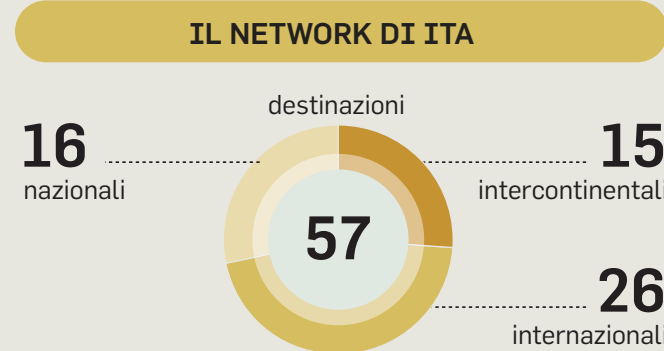 IL NETWORK DI ITA
destinazioni
16
nazionali
15
intercontinentali
57
26
internazionali